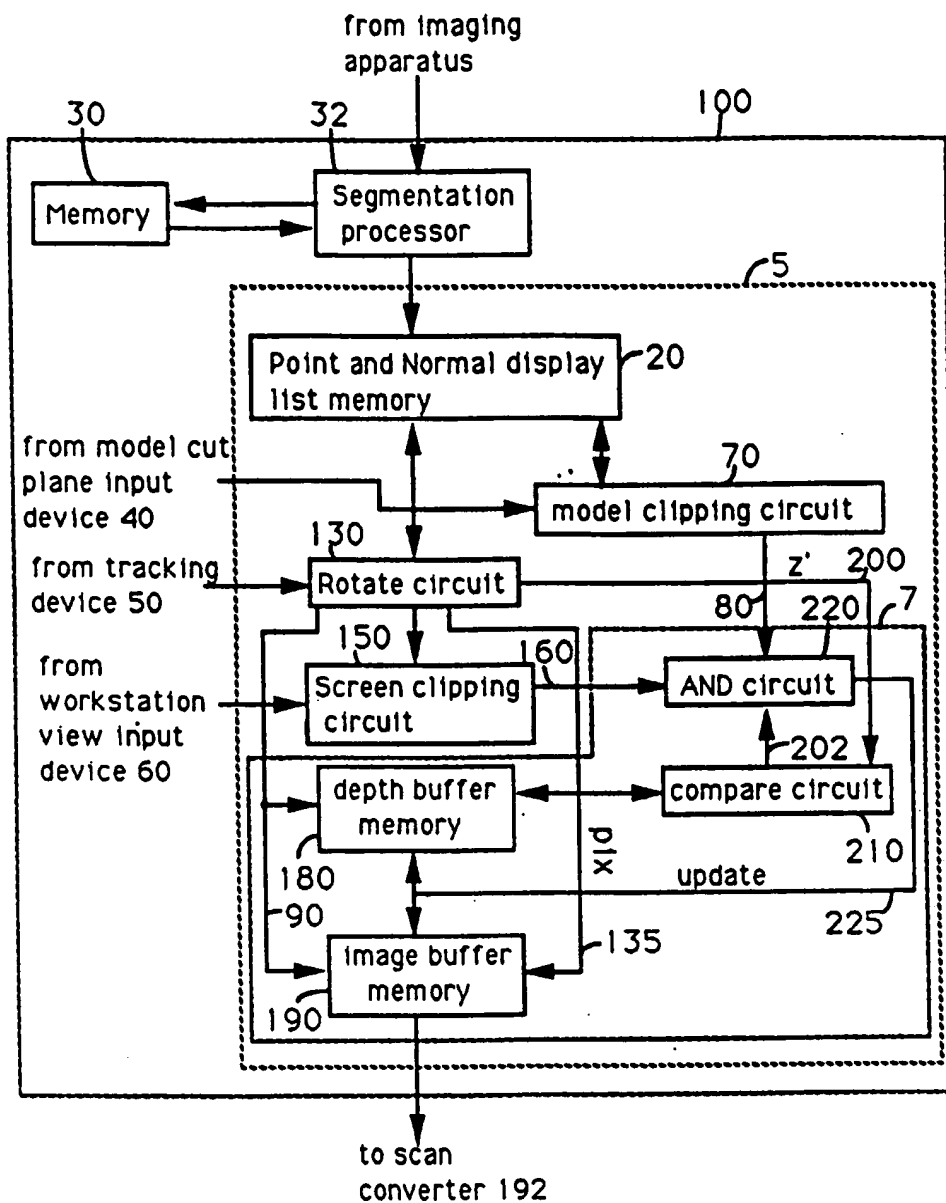 from imaging
apparatus
30
32
100
Memory
Segmentation
processor
5
Point and Normal display
list memory
20
from model cut
plane input
device 40
70
model clipping circuit
130
from tracking
device 50
Rotate circuit
z'
200
80
220
7
150
160
AND circuit
from
workstation
view input
device 60
Screen clipping
circuit
202
depth buffer
memory
compare circuit
180
pix
210
update
90
225
image buffer
memory
135
190
to scan
converter 192